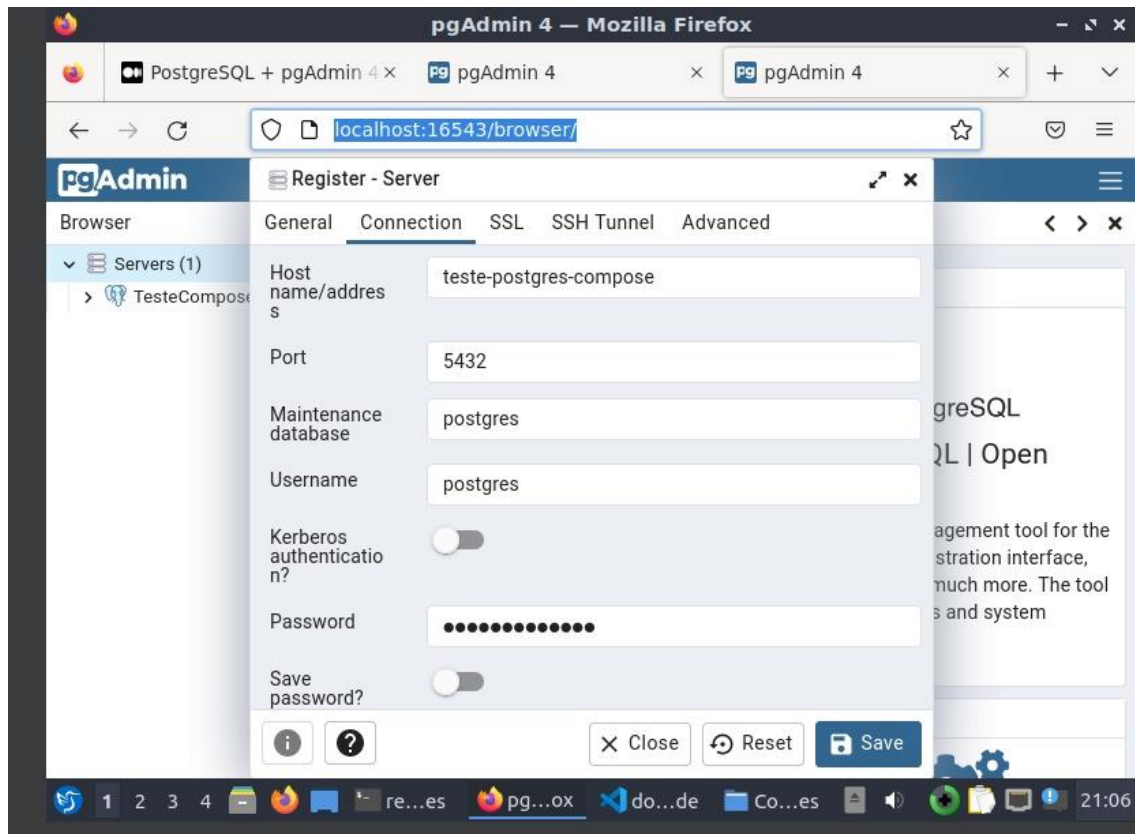 pgAdmin 4 — Mozilla Firefox
PostgreSQL + pgAdmin 4
pgAdmin 4
pgAdmin 4
localhost:16543/browser/
pgAdmin
Register - Server
Browser
General Connection SSL SSH Tunnel Advanced
Servers (1)
TesteCompose
Host
name/addres
s
teste-postgres-compose
Port
5432
Maintenance
database
postgres
Username
postgres
Kerberos
authenticatio
n?
Password
Save
password?
Close
Reset
Save
greSQL
QL | Open
agement tool for the
stration interface,
much more. The tool
s and system
1 2 3 4 re...es pg...ox do...de Co...es 21:06